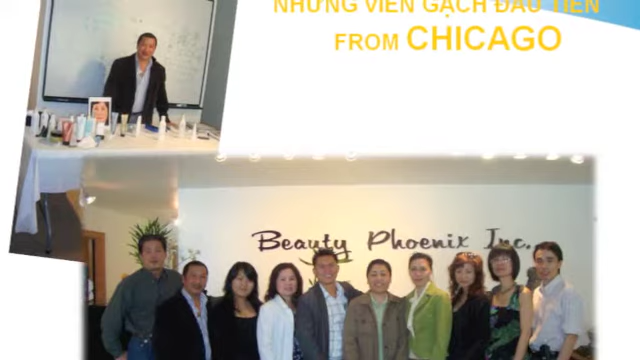 NHỮNG VIÊN GẠCH ĐẦU TIÊN
FROM CHICAGO
Beauty Phoenix Inc.